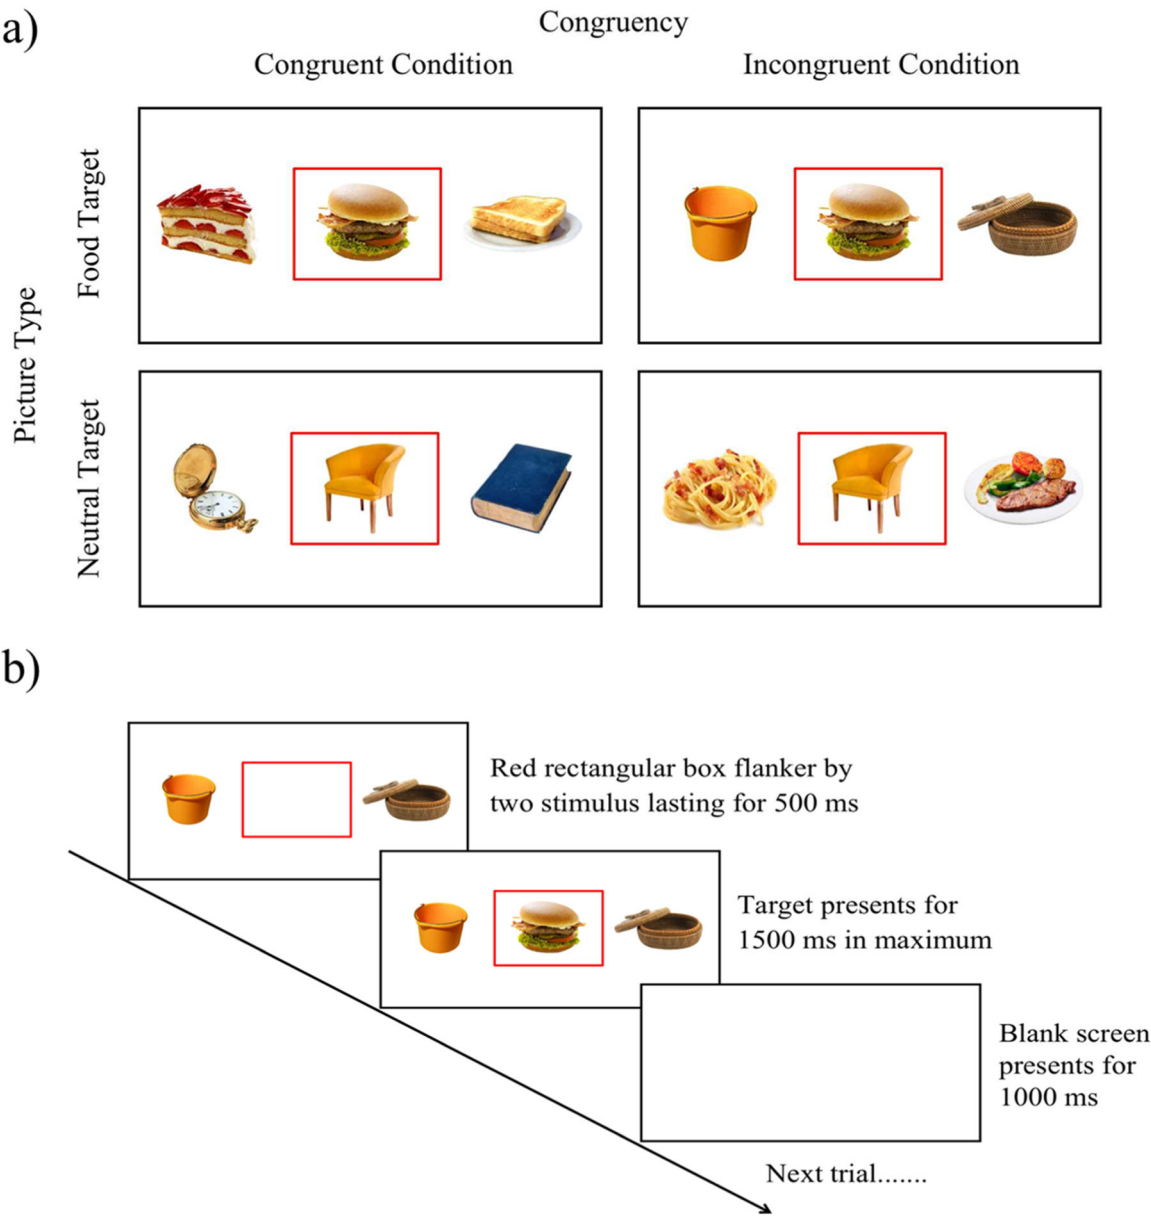 a)
Congruency
Congruent Condition
Incongruent Condition
Picture Type
Food Target
Neutral Target
b)
Red rectangular box flanker by
two stimulus lasting for 500 ms
Target presents for
1500 ms in maximum
Blank screen
presents for
1000 ms
Next trial.......